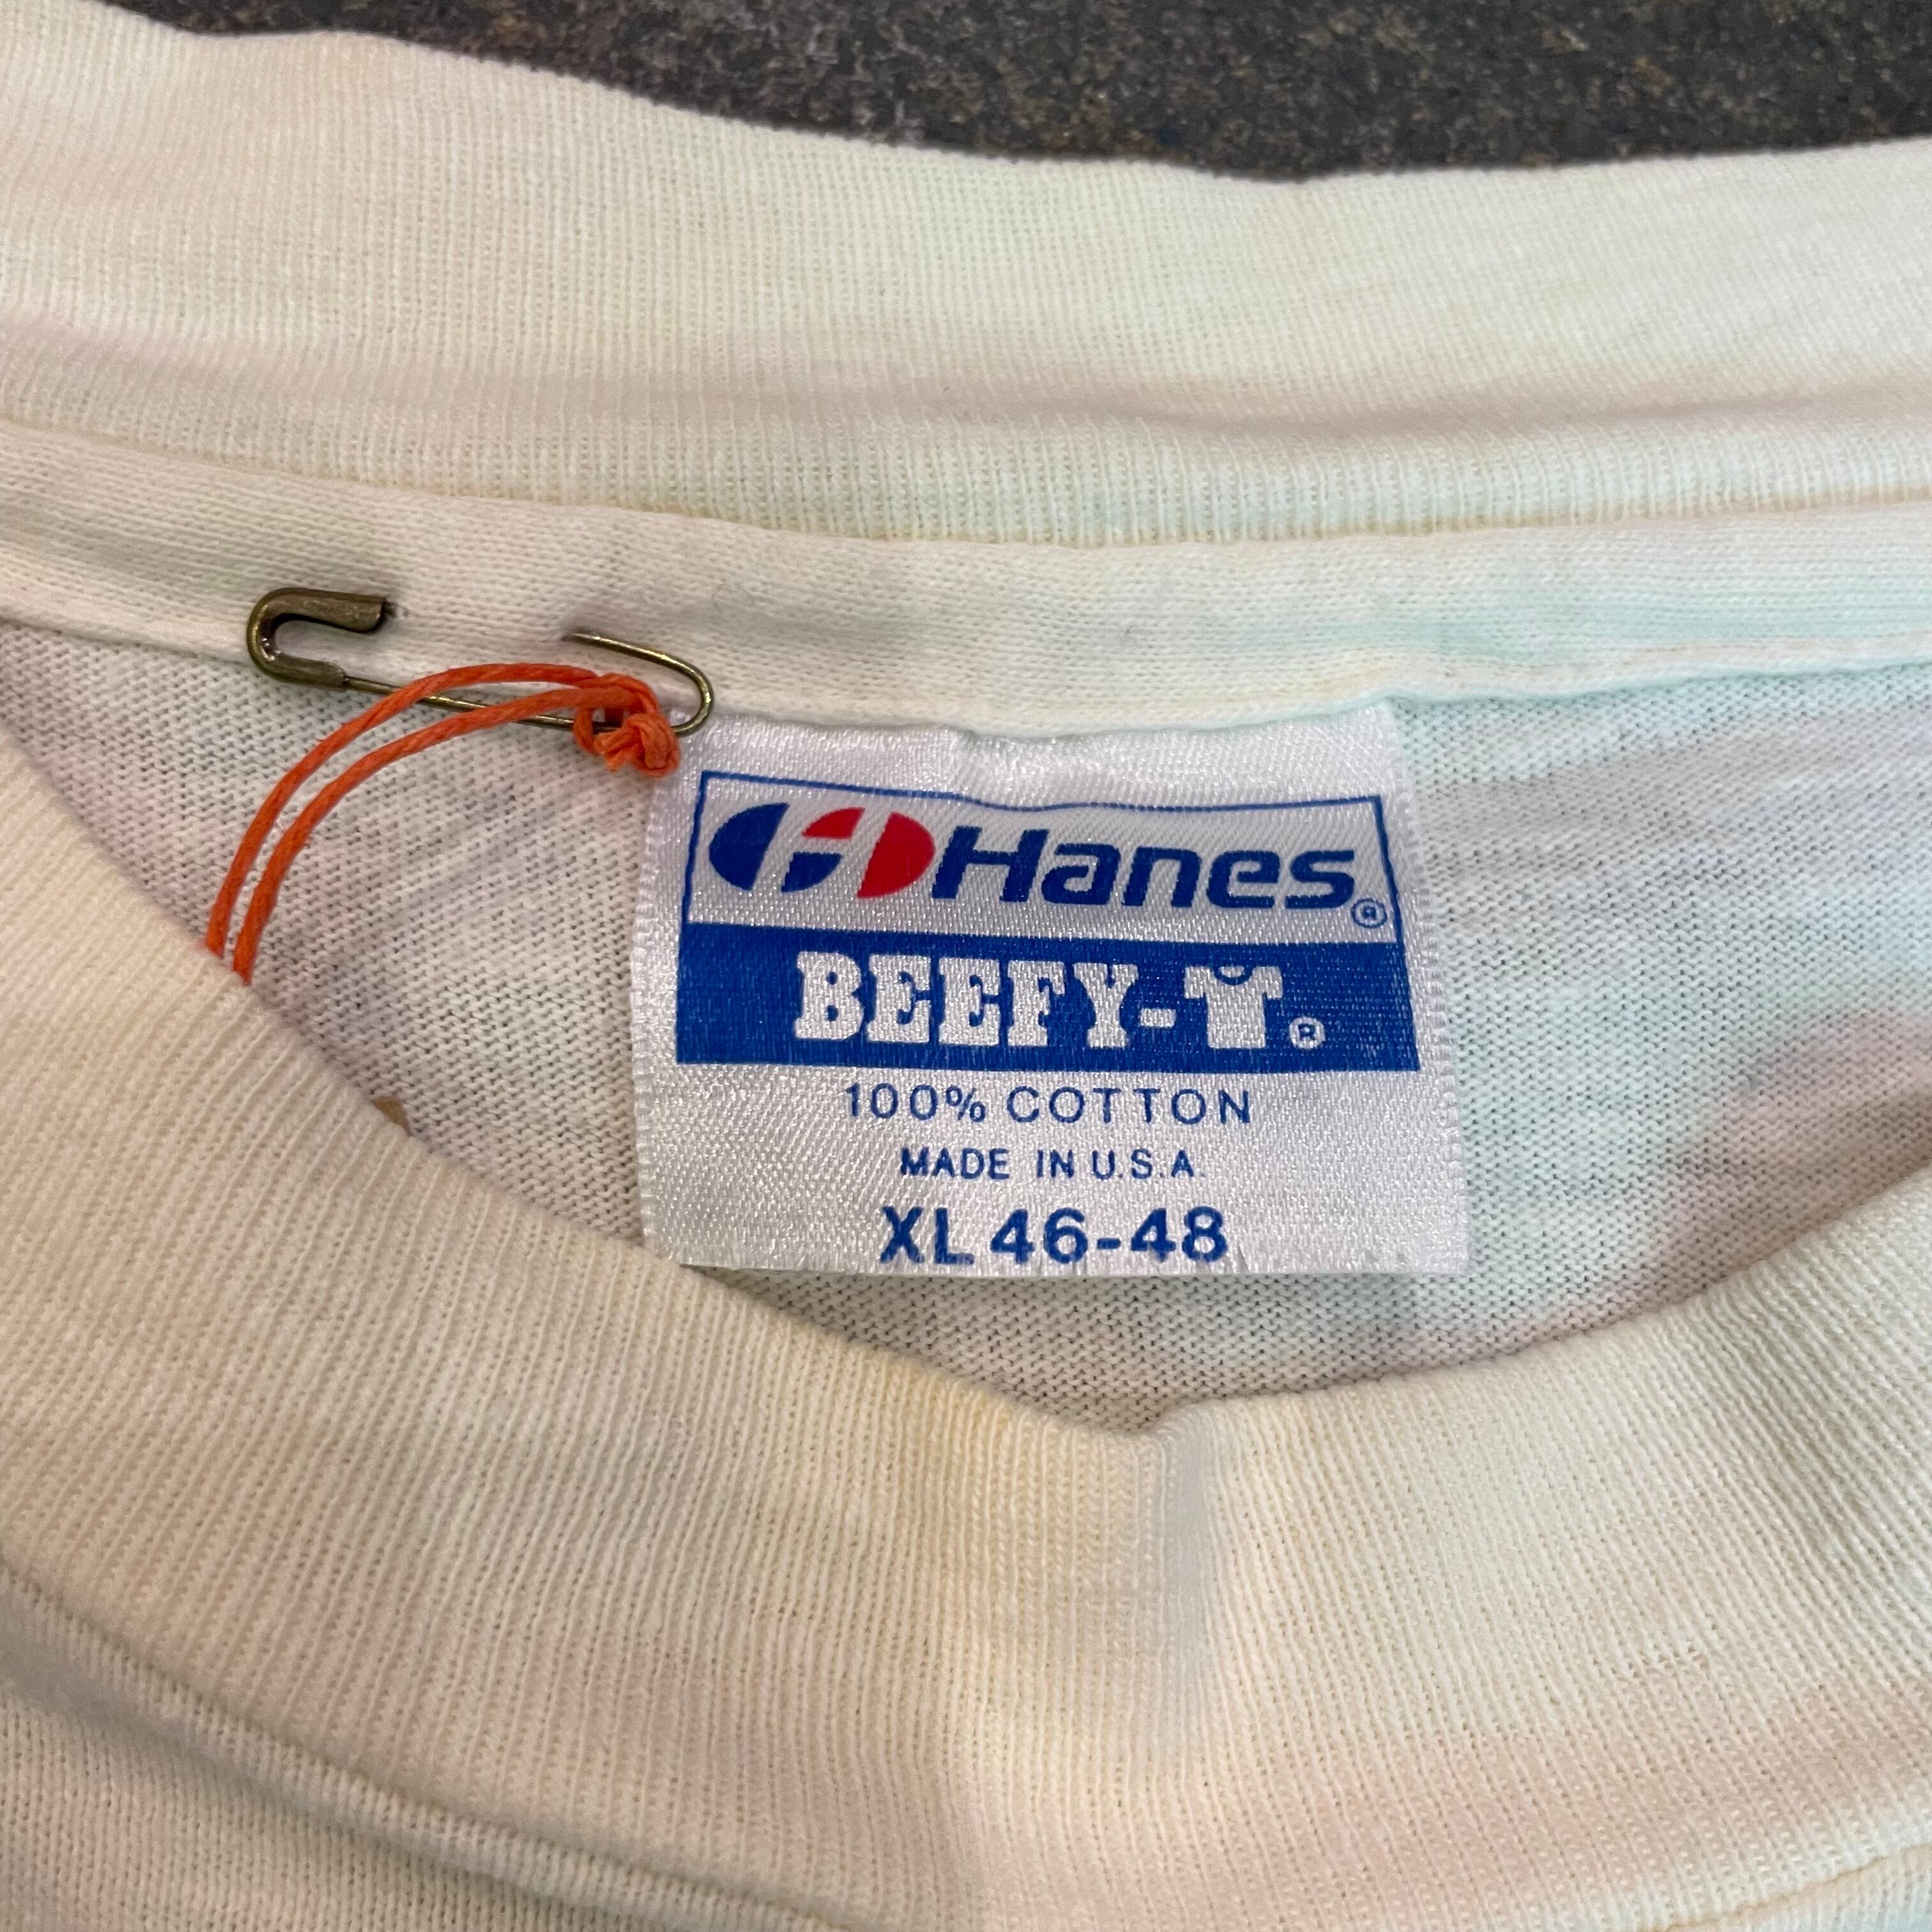 Hanes®
BEEFY-T®
100% COTTON
MADE IN U.S.A.
XL 46-48